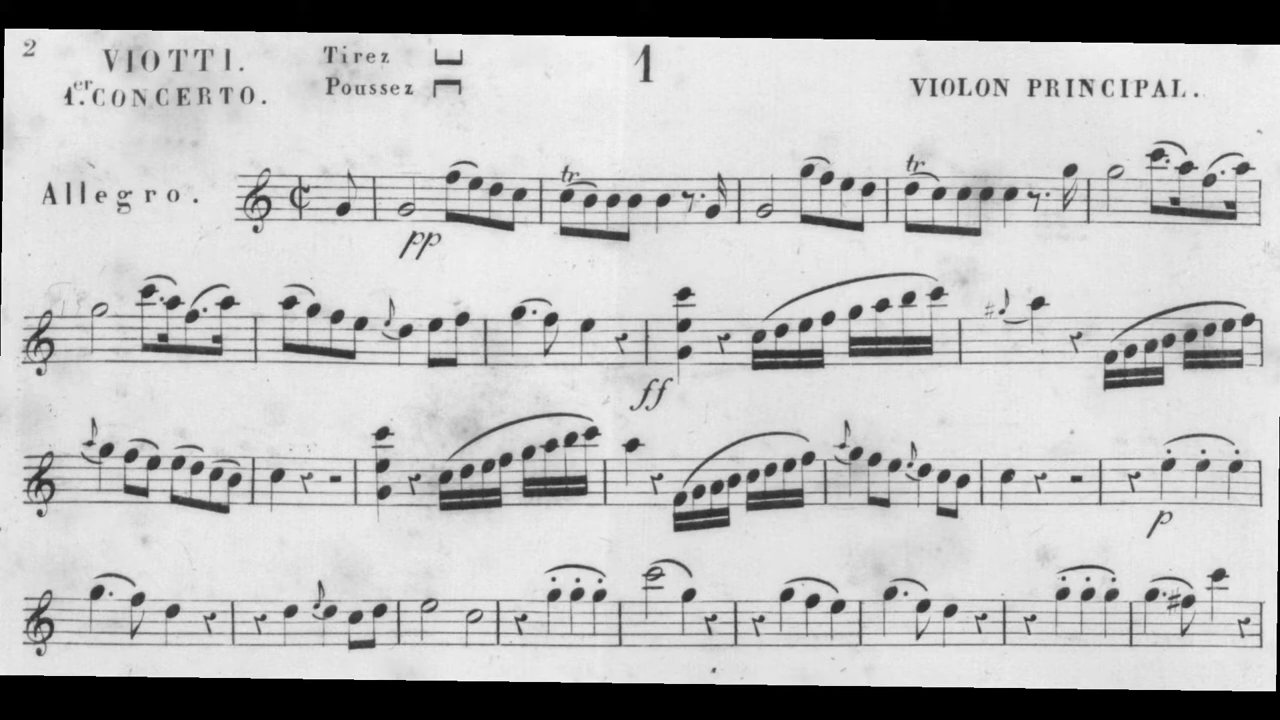 2
VIOTTI.
1.er CONCERTO.
Tirez
Poussez
1
VIOLON PRINCIPAL.
Allegro.
tr
tr
pp
ff
p